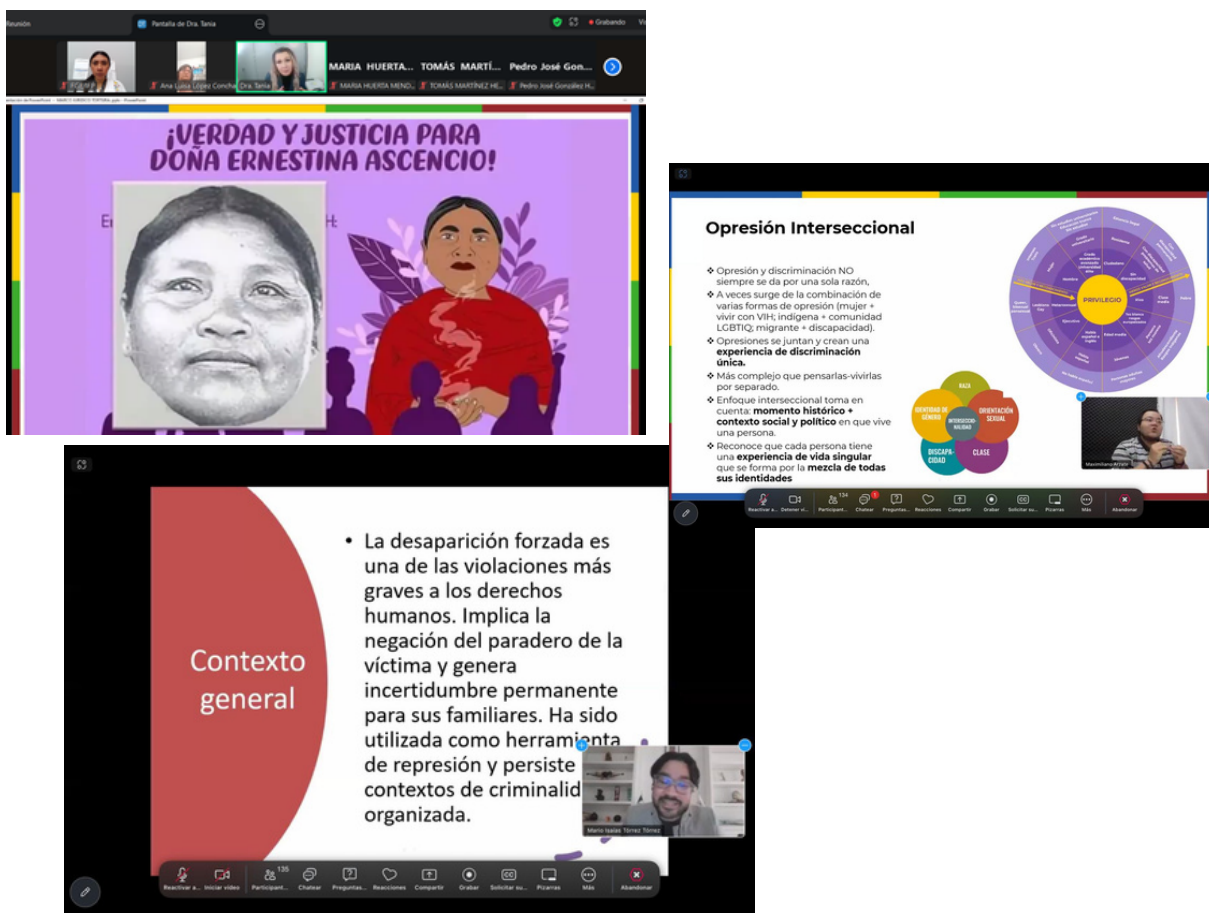 Reunión
Pantalla de Dra. Tania
Grabando
MARIA HUERTA...
TOMÁS MARTÍ...
Pedro José Gon...
Ana Luisa López Concha
Dra. Tania
MARIA HUERTA MEND...
TOMÁS MARTÍNEZ HE...
Pedro José González H...
¡VERDAD Y JUSTICIA PARA
DOÑA ERNESTINA ASCENCIO!
Opresión Interseccional
❖ Opresión y discriminación NO
siempre se da por una sola razón,
❖ A veces surge de la combinación de
varias formas de opresión (mujer +
vivir con VIH; indígena + comunidad
LGBTIQ; migrante + discapacidad).
❖ Opresiones se juntan y crean una
experiencia de discriminación
única.
❖ Más complejo que pensarlas-vivirlas
por separado.
❖ Enfoque interseccional toma en
cuenta: momento histórico +
contexto social y político en que vive
una persona.
❖ Reconoce que cada persona tiene
una experiencia de vida singular
que se forma por la mezcla de todas
sus identidades
PRIVILEGIO
RAZA
IDENTIDAD DE
GÉNERO
INTERSECCIO-
NALIDAD
ORIENTACIÓN
SEXUAL
DISCAPA-
CIDAD
CLASE
134
1
Reactivar a... Detener ví... Participant... Chatear Preguntas... Reacciones Compartir Grabar Solicitar su... Pizarras Más Abandonar
Contexto
general
• La desaparición forzada es
una de las violaciones más
graves a los derechos
humanos. Implica la
negación del paradero de la
víctima y genera
incertidumbre permanente
para sus familiares. Ha sido
utilizada como herramienta
de represión y persiste
contextos de criminalid
organizada.
Mario Isaías Tórrez Tórrez
135
CC
Reactivar a... Iniciar video Participant... Chatear Preguntas... Reacciones Compartir Grabar Solicitar su... Pizarras Más Abandonar